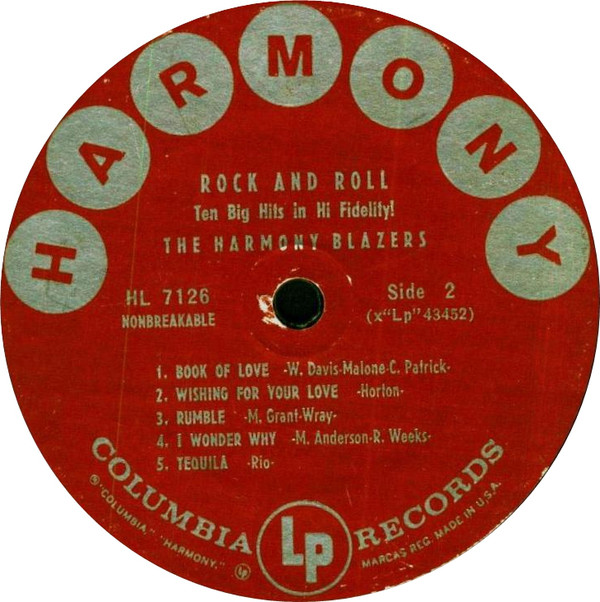 HARMONY
ROCK AND ROLL
Ten Big Hits in Hi Fidelity!
THE HARMONY BLAZERS
HL 7126
NONBREAKABLE
Side 2
(x"Lp" 43452)
1. BOOK OF LOVE -W. Davis-Malone-C. Patrick-
2. WISHING FOR YOUR LOVE -Horton-
3. RUMBLE -M. Grant-Wray-
4. I WONDER WHY -M. Anderson-R. Weeks-
5. TEQUILA -Rio-
COLUMBIA Lp RECORDS
® "COLUMBIA," "HARMONY," Lp
MARCAS REG. MADE IN U.S.A.